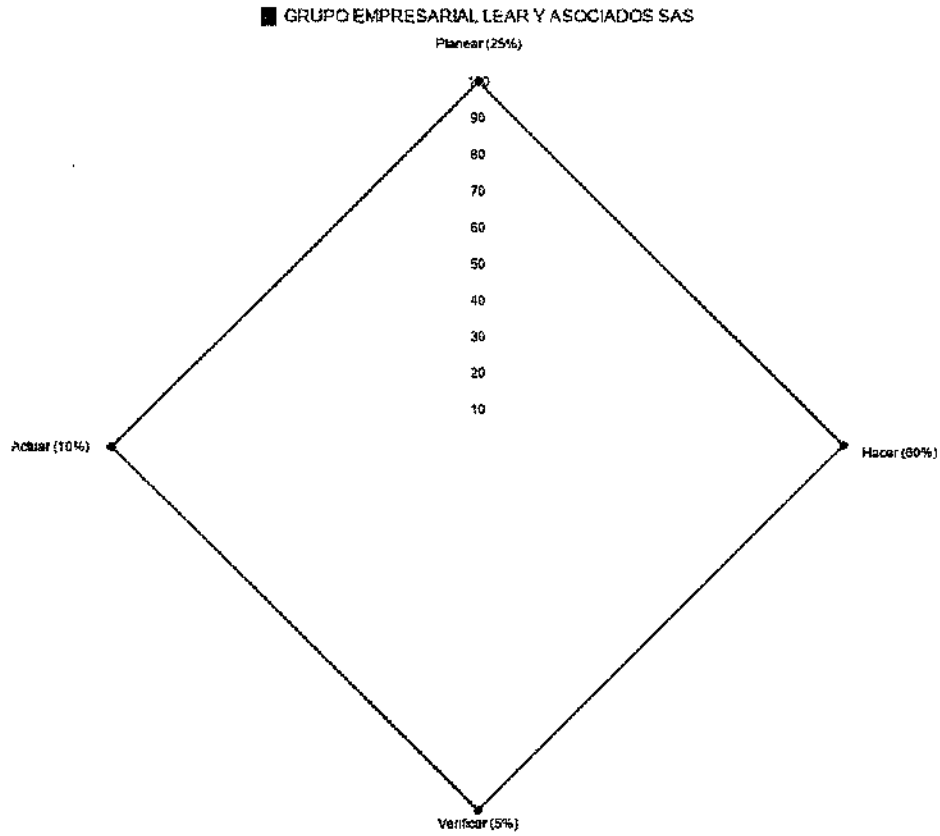 GRUPO EMPRESARIAL LEAR Y ASOCIADOS SAS
Planear (25%)
100
90
80
70
60
50
40
30
20
10
Actuar (10%)
Hacer (60%)
Verificar (5%)